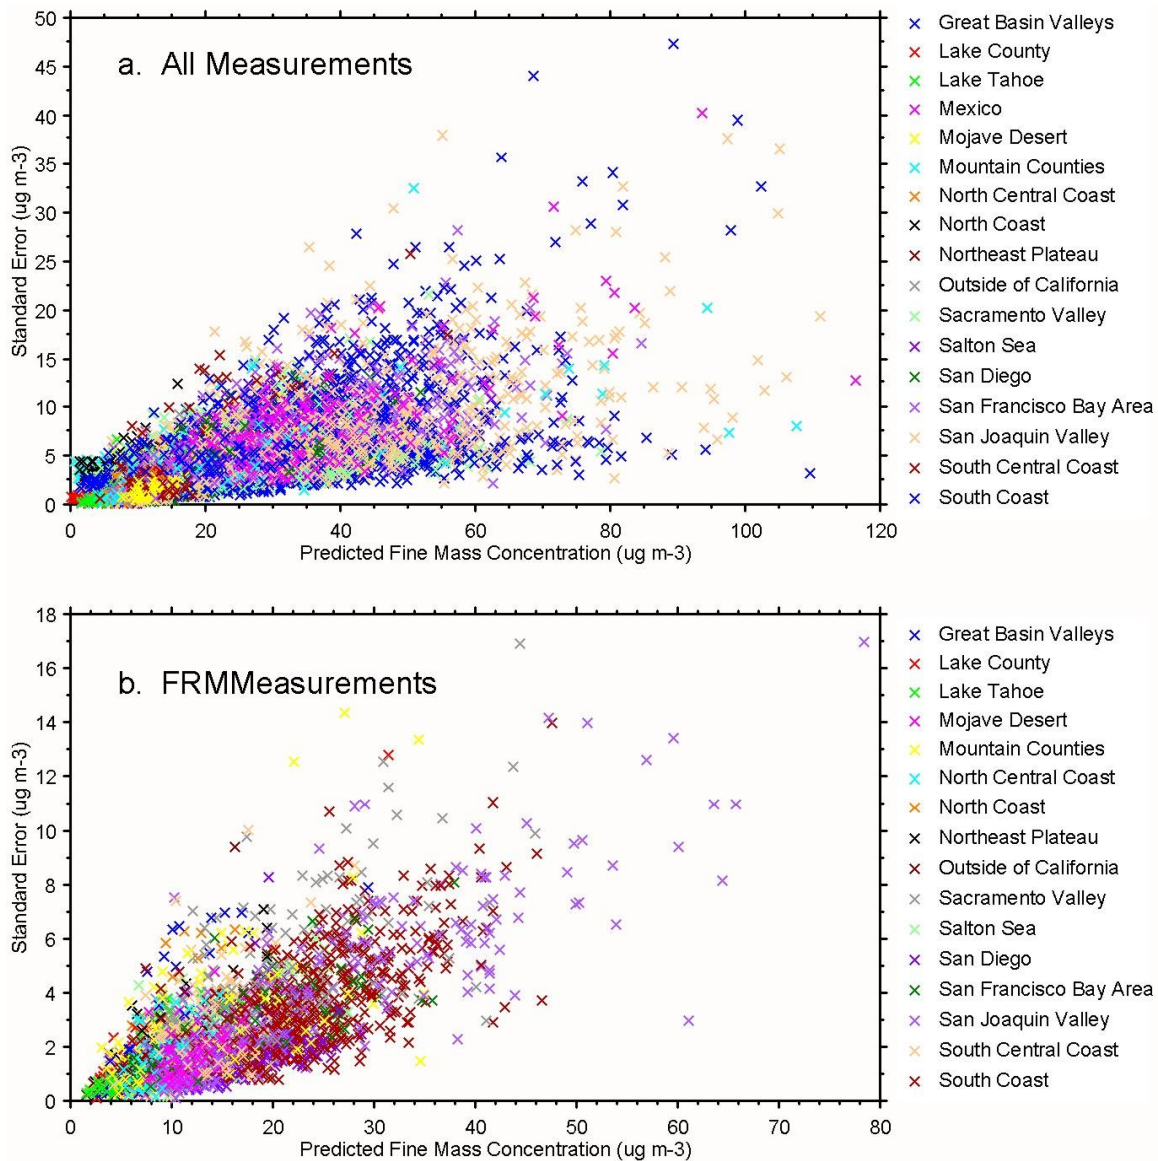 50
45
40
35
30
25
20
15
10
5
0
Standard Error (ug m-3)
a. All Measurements
0 20 40 60 80 100 120
Predicted Fine Mass Concentration (ug m-3)
Great Basin Valleys
Lake County
Lake Tahoe
Mexico
Mojave Desert
Mountain Counties
North Central Coast
North Coast
Northeast Plateau
Outside of California
Sacramento Valley
Salton Sea
San Diego
San Francisco Bay Area
San Joaquin Valley
South Central Coast
South Coast
18
16
14
12
10
8
6
4
2
0
Standard Error (ug m-3)
b. FRMMeasurements
0 10 20 30 40 50 60 70 80
Predicted Fine Mass Concentration (ug m-3)
Great Basin Valleys
Lake County
Lake Tahoe
Mojave Desert
Mountain Counties
North Central Coast
North Coast
Northeast Plateau
Outside of California
Sacramento Valley
Salton Sea
San Diego
San Francisco Bay Area
San Joaquin Valley
South Central Coast
South Coast